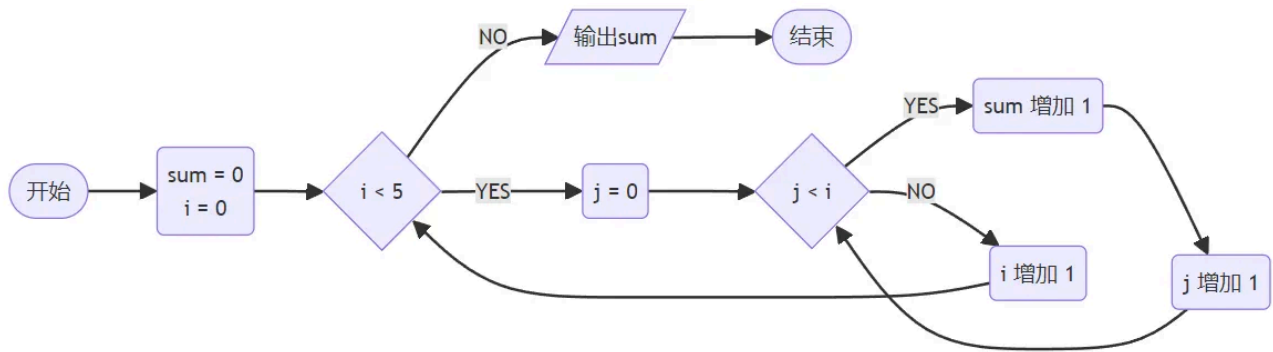 开始
sum = 0
i = 0
i < 5
NO
输出sum
结束
YES
j = 0
j < i
YES
sum 增加 1
j 增加 1
NO
i 增加 1